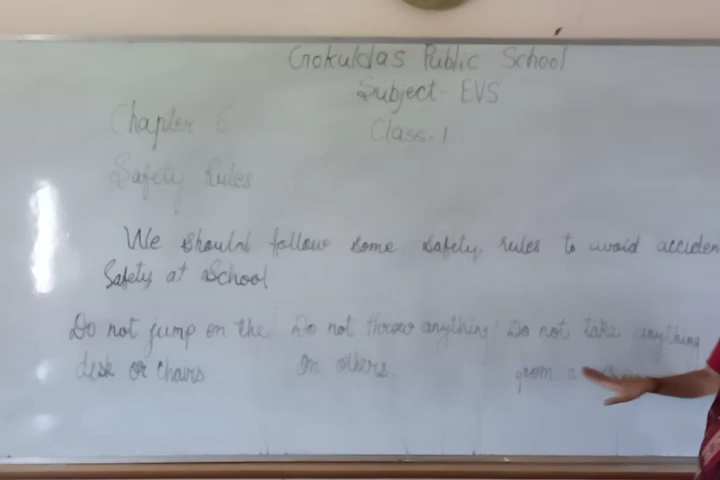 Gokuldas Public School
Subject- EVS
Class-1
Chapter 6
Safety Rules
We should follow some safety rules to avoid acciden
Safety at School
Do not jump on the
desk or chairs
Do not throw anything
on others.
Do not take anything
from a